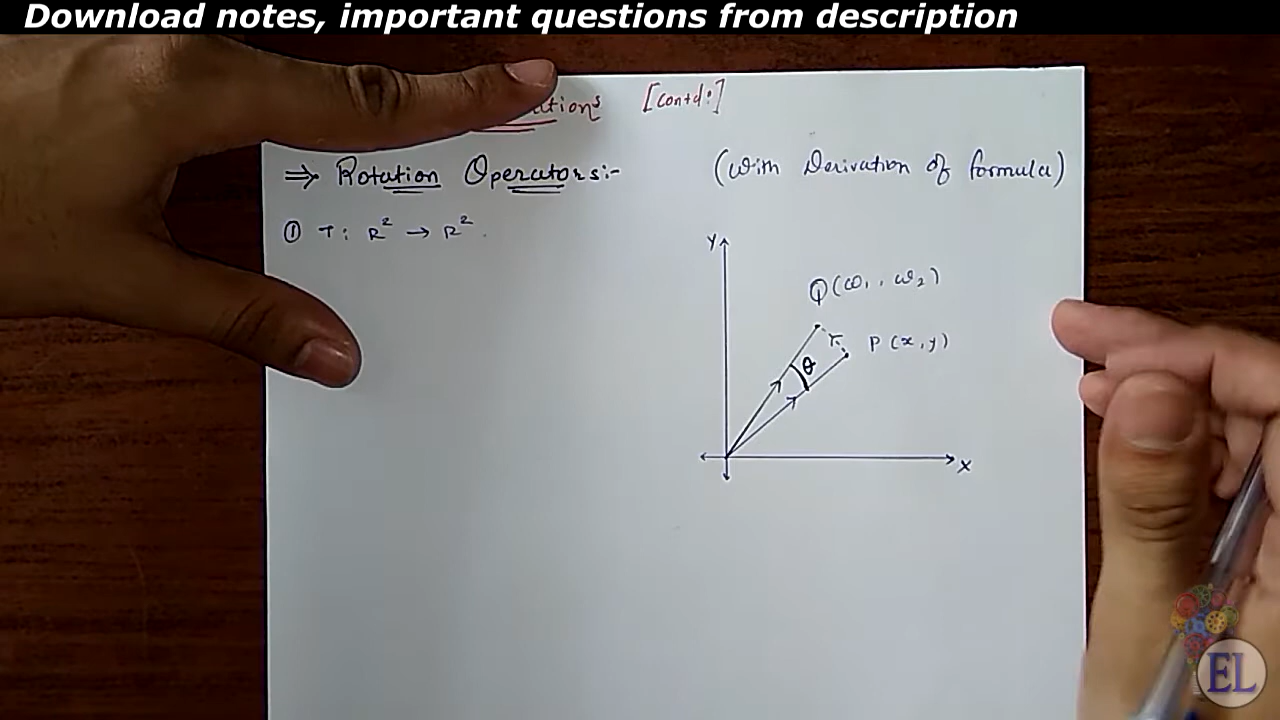 Download notes, important questions from description
ations [Contd:]
⇒ Rotation Operators:- (With Derivation of formula)
① T: R² → R².
Y
Q(ω₁, ω₂)
P(x,y)
θ
X
EL